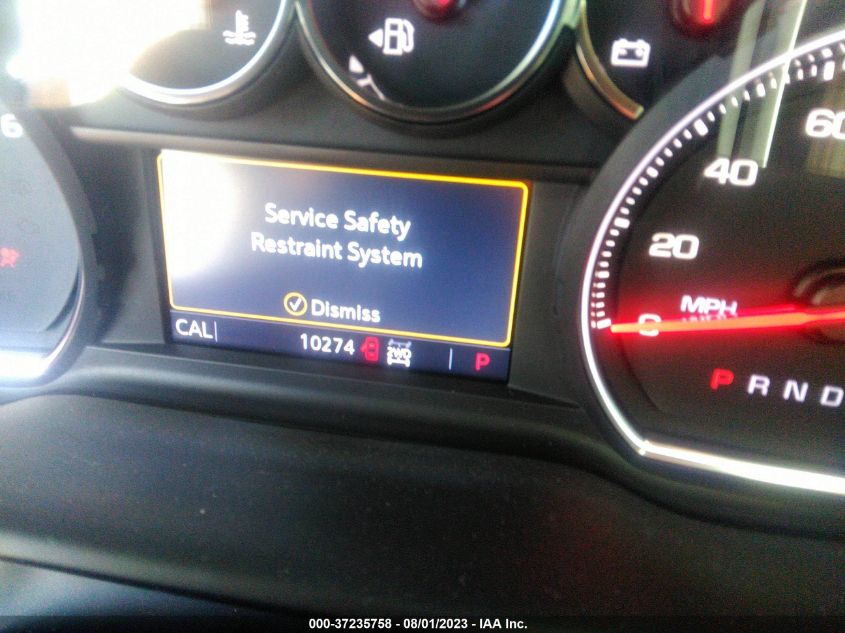 6
60
40
20
0
MPH
Service Safety
Restraint System
Dismiss
CAL
10274
2WD
P
P R N D
000-37235758 - 08/01/2023 - IAA Inc.